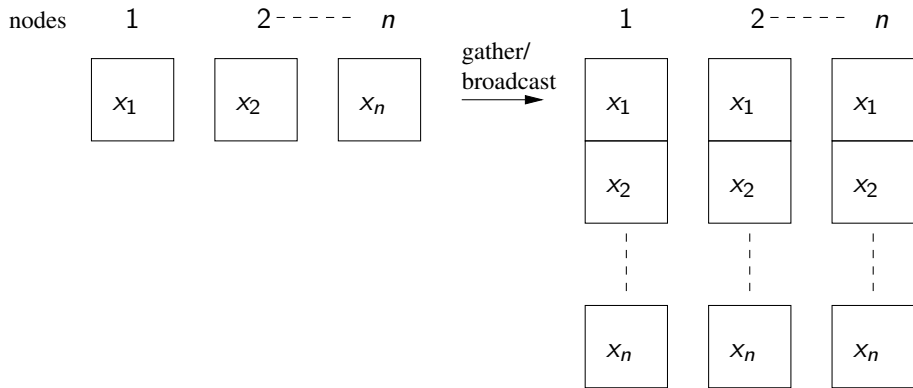 nodes 1 2 n 1 2 n
gather/
broadcast
x₁ x₂ xₙ x₁ x₁ x₁
x₂ x₂ x₂
xₙ xₙ xₙ